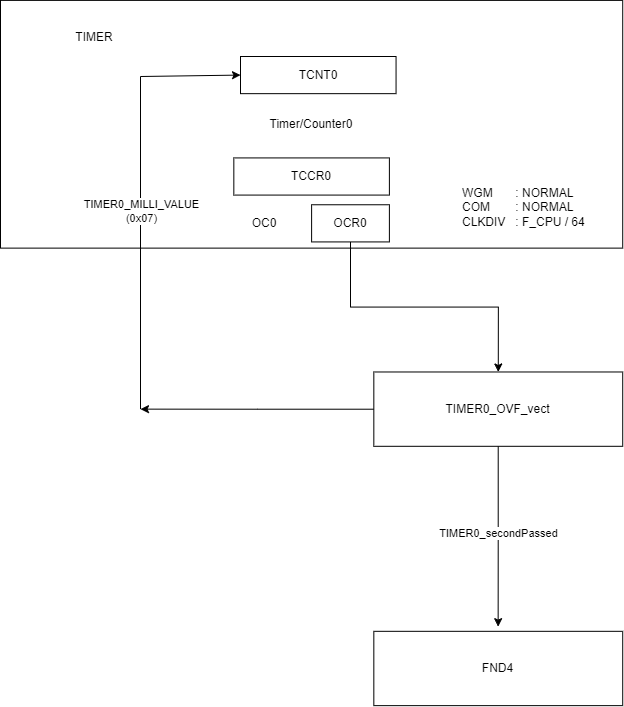 TIMER
TCNT0
Timer/Counter0
TCCR0
TIMER0_MILLI_VALUE
(0x07)
OC0
OCR0
WGM : NORMAL
COM : NORMAL
CLKDIV : F_CPU / 64
TIMER0_OVF_vect
TIMER0_secondPassed
FND4